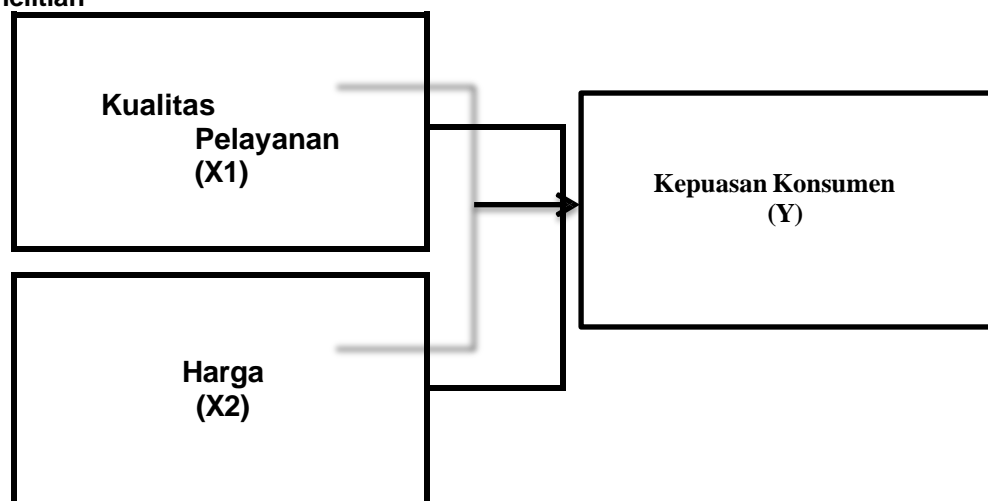 Kualitas
Pelayanan
(X1)
Kepuasan Konsumen
(Y)
Harga
(X2)